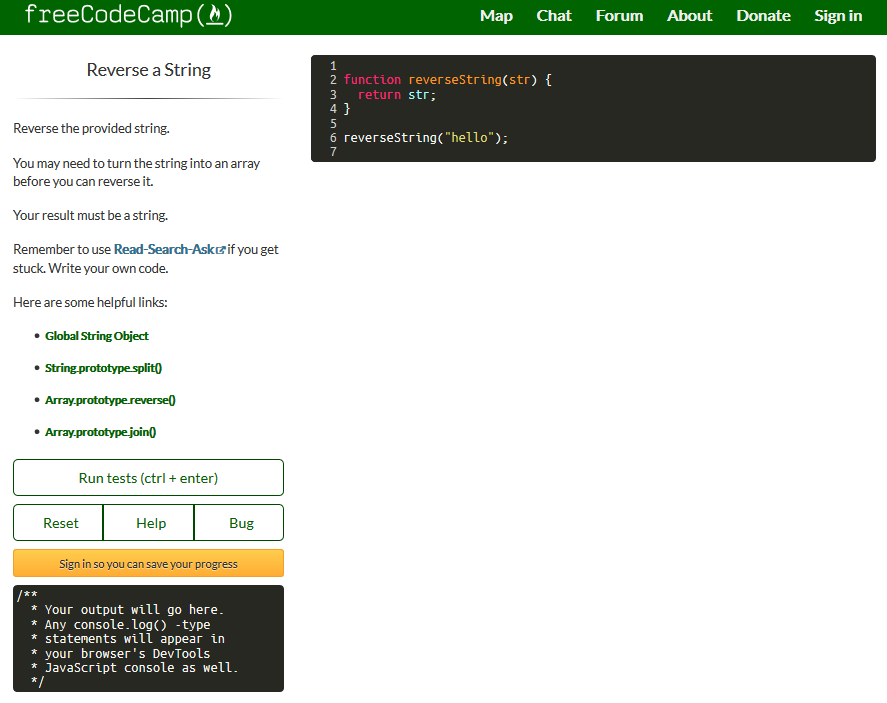 freeCodeCamp
Map Chat Forum About Donate Sign in
Reverse a String
Reverse the provided string.
You may need to turn the string into an array
before you can reverse it.
Your result must be a string.
Remember to use Read-Search-Ask if you get
stuck. Write your own code.
Here are some helpful links:
• Global String Object
• String.prototype.split()
• Array.prototype.reverse()
• Array.prototype.join()
Run tests (ctrl + enter)
Reset Help Bug
Sign in so you can save your progress
/**
* Your output will go here.
* Any console.log() -type
* statements will appear in
* your browser's DevTools
* JavaScript console as well.
*/
1
2 function reverseString(str) {
3 return str;
4 }
5
6 reverseString("hello");
7